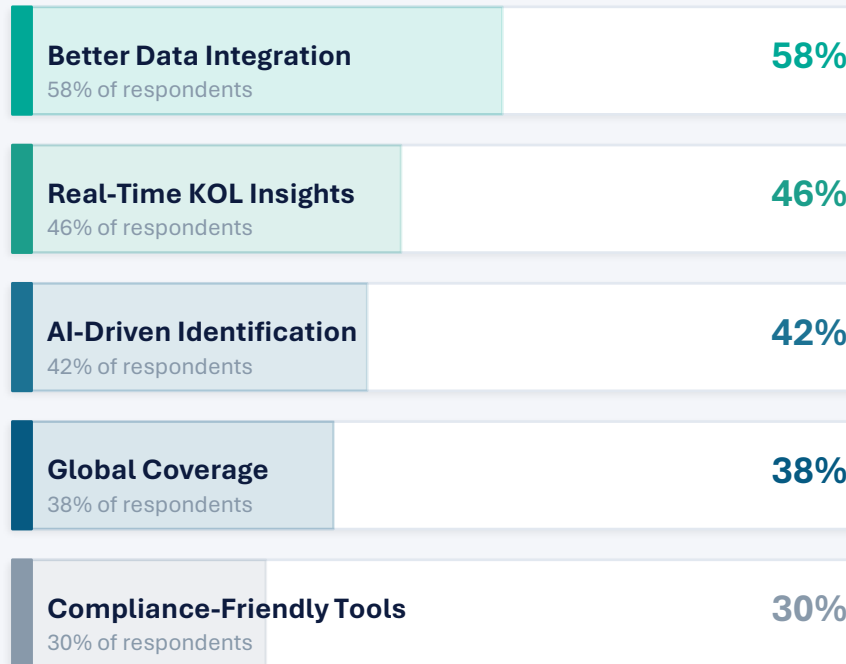 Better Data Integration
58%
58% of respondents
Real-Time KOL Insights
46%
46% of respondents
AI-Driven Identification
42%
42% of respondents
Global Coverage
38%
38% of respondents
Compliance-Friendly Tools
30%
30% of respondents